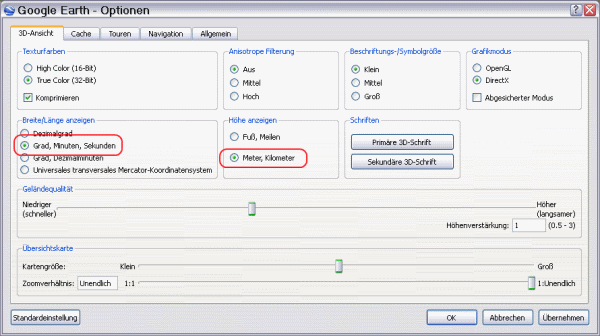 Google Earth - Optionen
3D-Ansicht Cache Touren Navigation Allgemein
Texturfarben
High Color (16-Bit)
True Color (32-Bit)
Komprimieren
Anisotrope Filterung
Aus
Mittel
Hoch
Beschriftungs-/Symbolgröße
Klein
Mittel
Groß
Grafikmodus
OpenGL
DirectX
Abgesicherter Modus
Breite/Länge anzeigen
Dezimalgrad
Grad, Minuten, Sekunden
Grad, Dezimalminuten
Universales transversales Mercator-Koordinatensystem
Höhe anzeigen
Fuß, Meilen
Meter, Kilometer
Schriften
Primäre 3D-Schrift
Sekundäre 3D-Schrift
Geländequalität
Niedriger
(schneller)
Höher
(langsamer)
Höhenverstärkung: 1 (0.5 - 3)
Übersichtskarte
Kartengröße: Klein Groß
Zoomverhältnis: Unendlich 1:1 1:Unendlich
Standardeinstellung OK Abbrechen Übernehmen